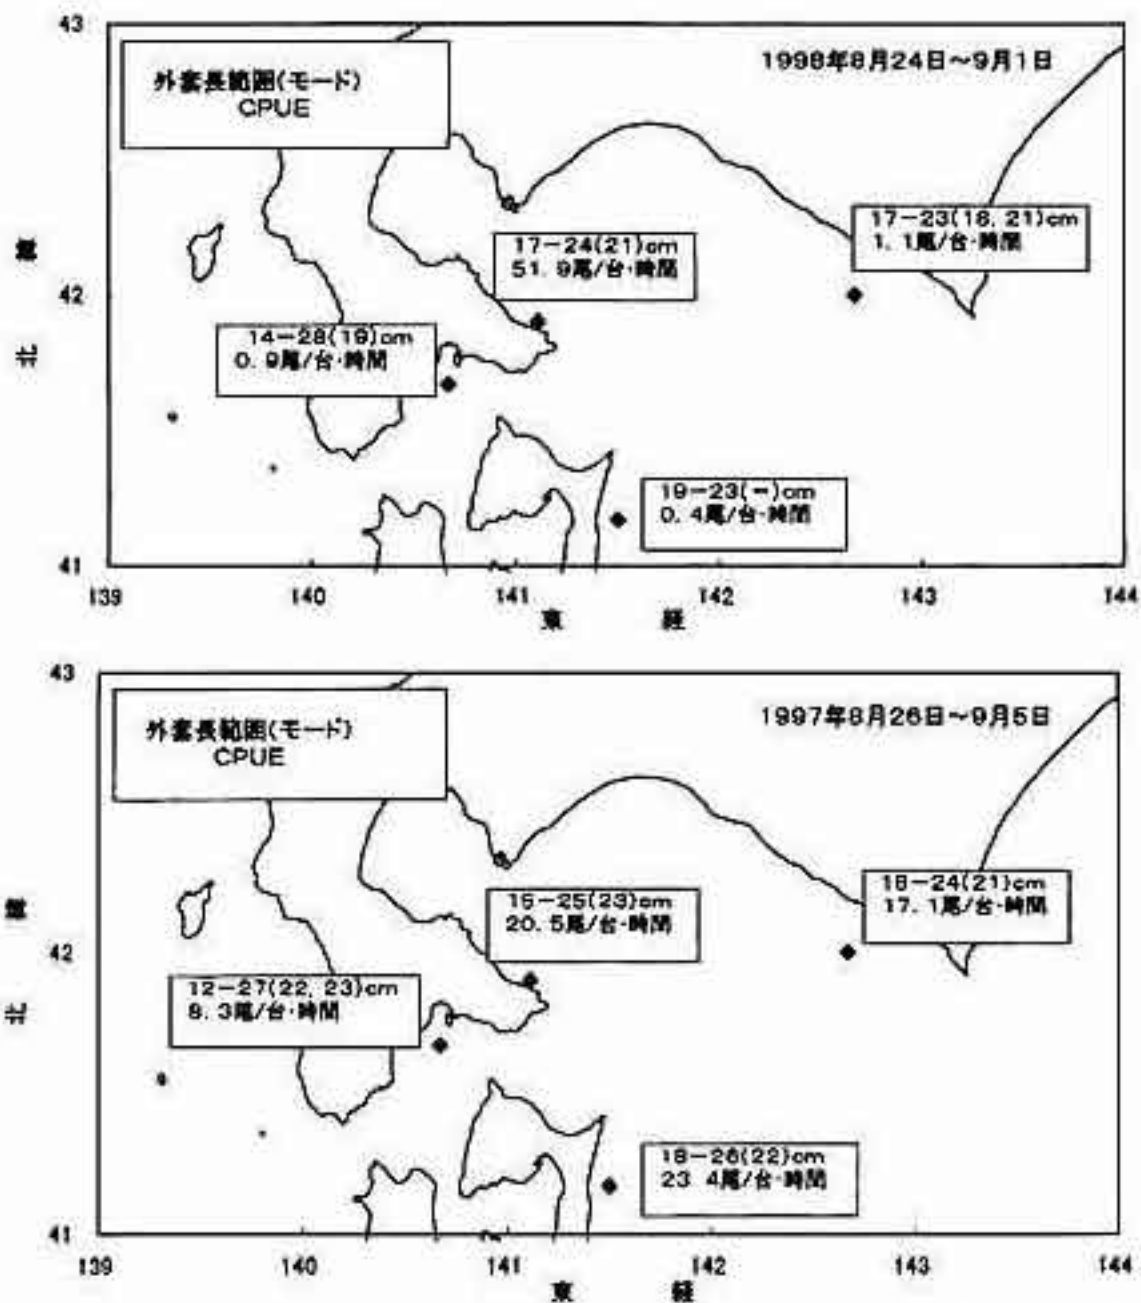 43
外套長範囲(モード)
CPUE
1998年8月24日～9月1日
17－23(18, 21)cm
1. 1尾/台・時間
17－24(21)cm
51. 9尾/台・時間
42
14－28(19)cm
0. 9尾/台・時間
北 緯
19－23(－)cm
0. 4尾/台・時間
41
139 140 141 142 143 144
東 経
43
外套長範囲(モード)
CPUE
1997年8月26日～9月5日
18－24(21)cm
17. 1尾/台・時間
20. 5尾/台・時間
42
12－27(22, 23)cm
8. 3尾/台・時間
北 緯
18－26(22)cm
23. 4尾/台・時間
41
139 140 141 142 143 144
東 経